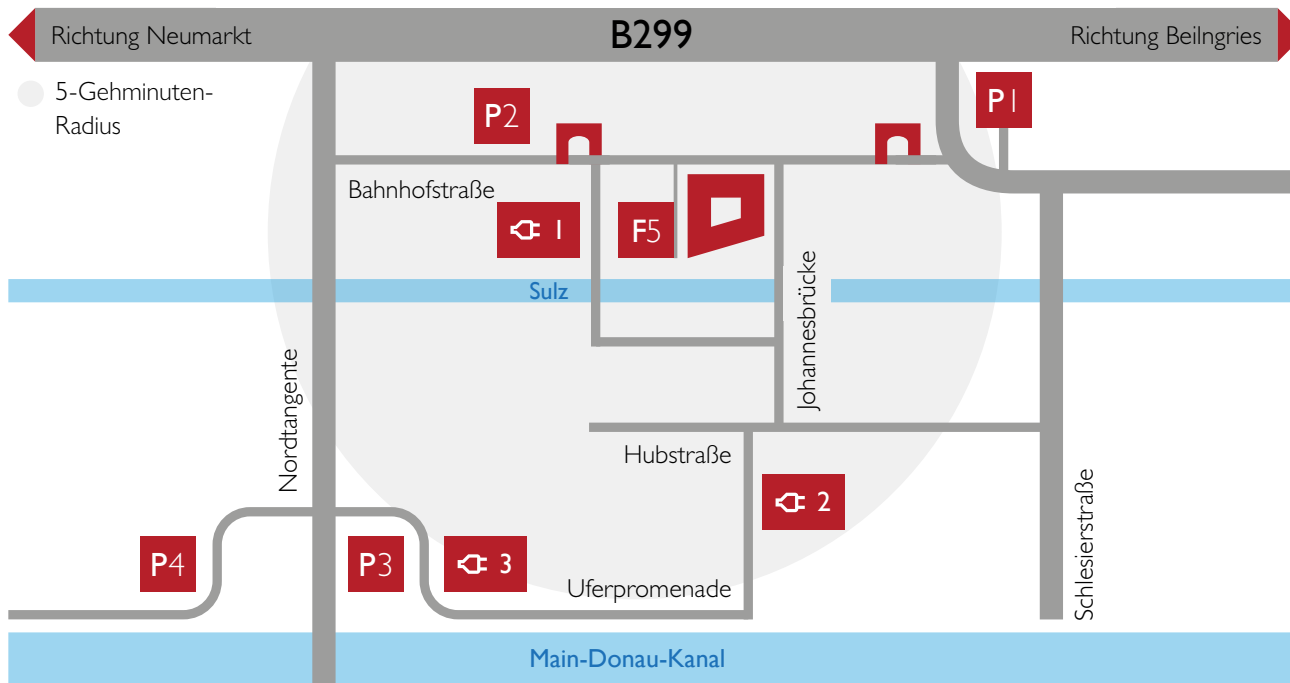 Richtung Neumarkt
B299
Richtung Beilngries
5-Gehminuten-
Radius
P1
P2
Bahnhofstraße
1
F5
Sulz
Johannesbrücke
Nordtangente
Hubstraße
2
Schlesierstraße
P4
P3
3
Uferpromenade
Main-Donau-Kanal